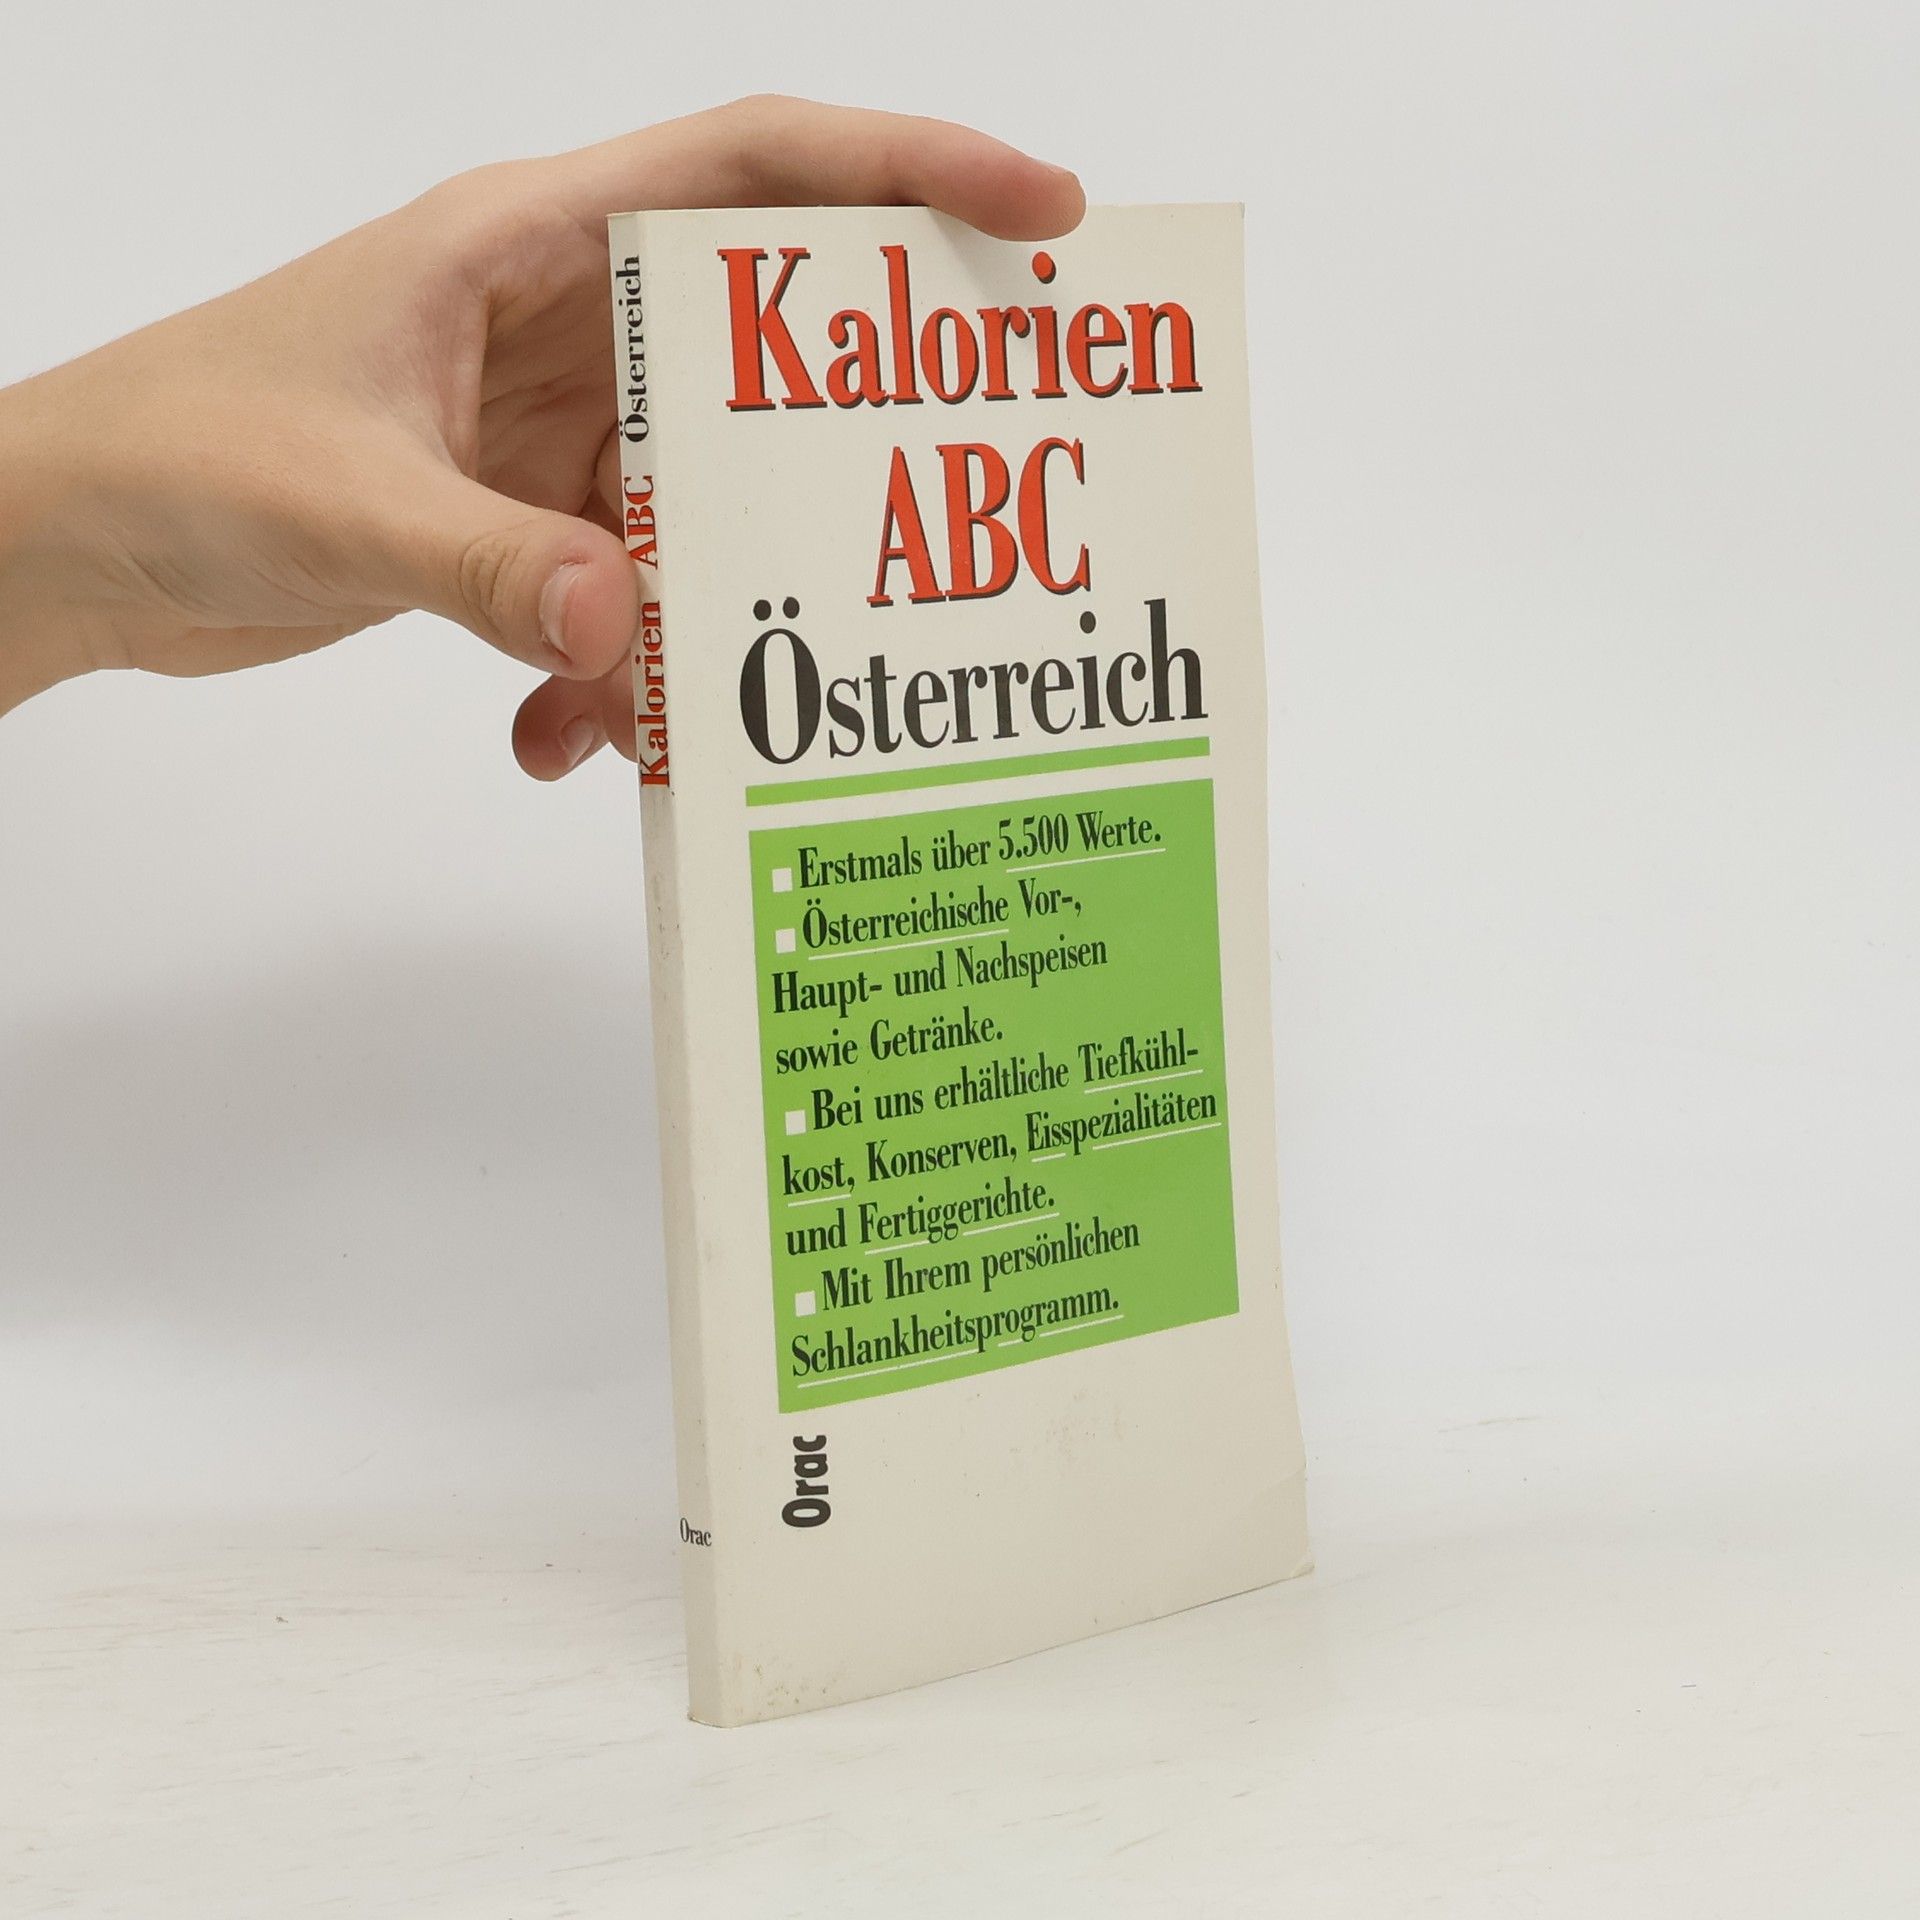 Kalorien
ABC
Österreich
Erstmals über 5.500 Werte.
Österreichische Vor-,
Haupt- und Nachspeisen
sowie Getränke.
Bei uns erhältliche Tiefkühl-
kost, Konserven, Eisspezialitäten
und Fertiggerichte.
Mit Ihrem persönlichen
Schlankheitsprogramm.
Orac
Kalorien ABC Österreich
Orac